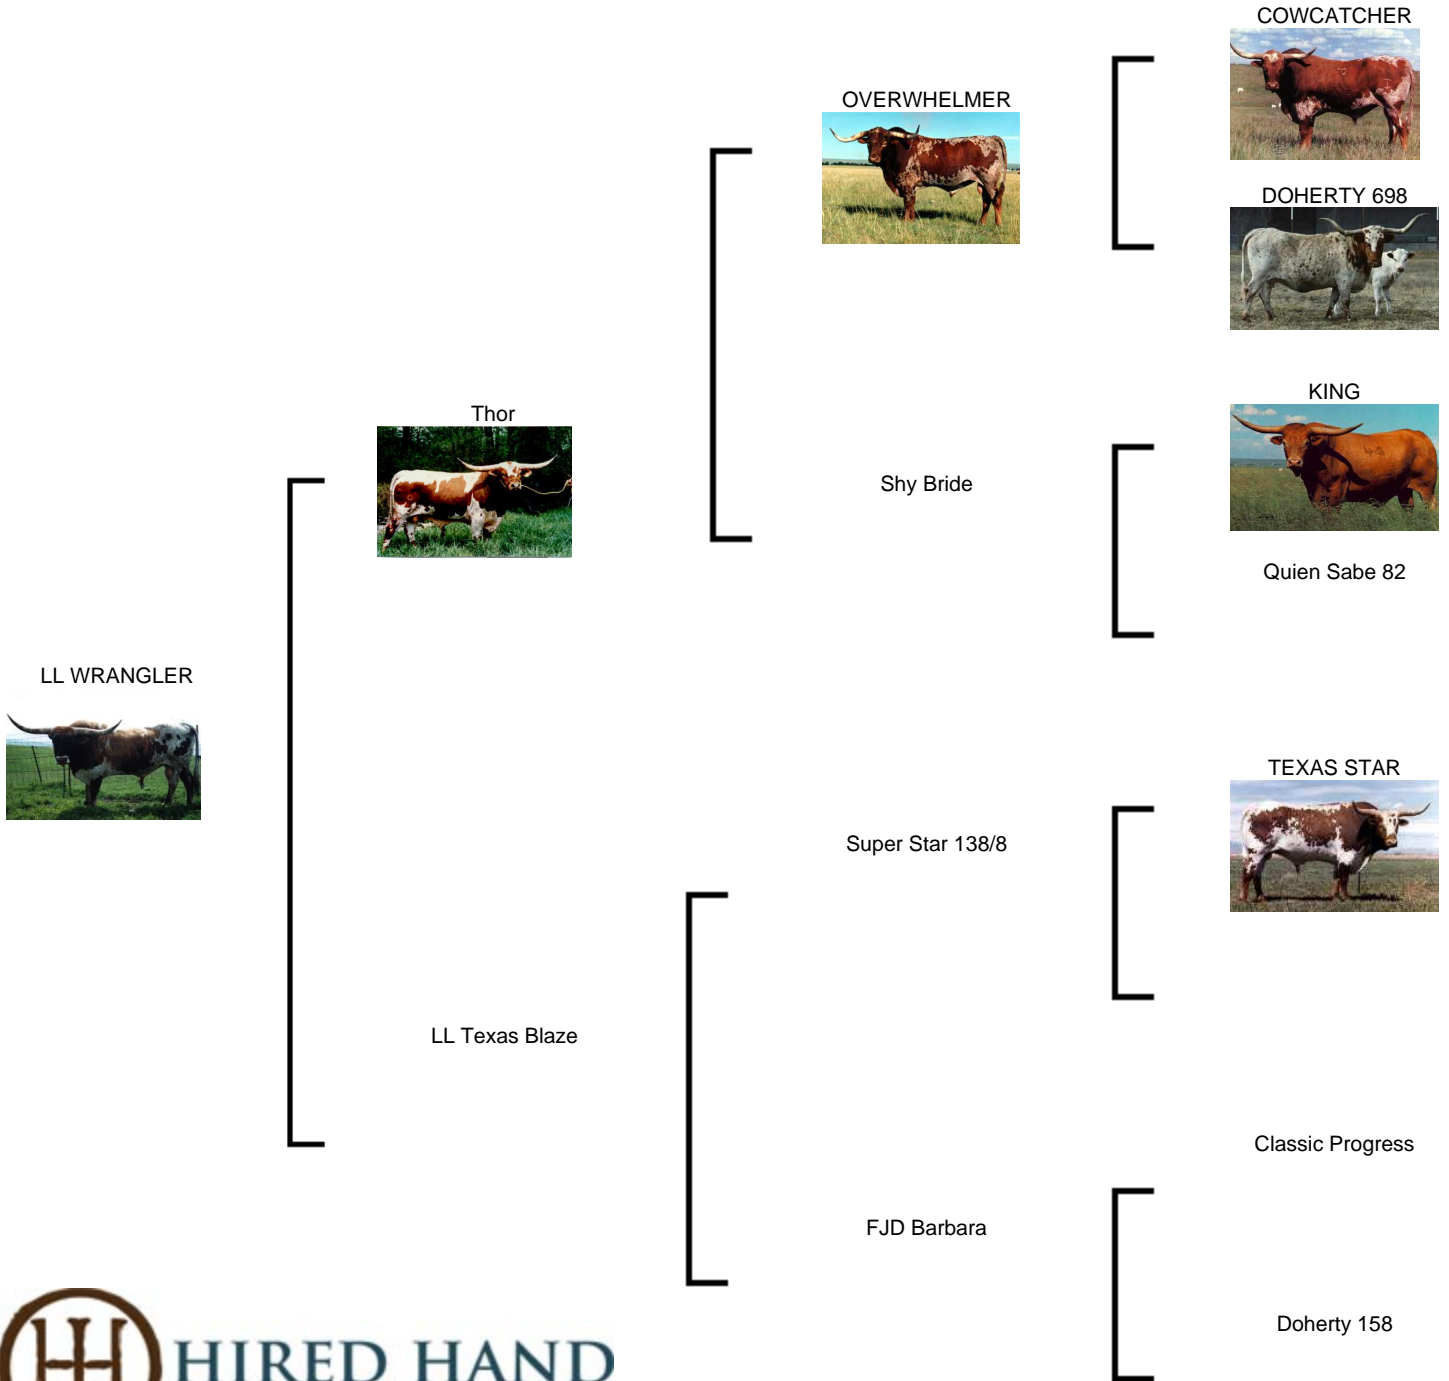 COWCATCHER
OVERWHELMER
DOHERTY 698
KING
Thor
Shy Bride
Quien Sabe 82
LL WRANGLER
TEXAS STAR
Super Star 138/8
LL Texas Blaze
Classic Progress
FJD Barbara
Doherty 158
HIRED HAND